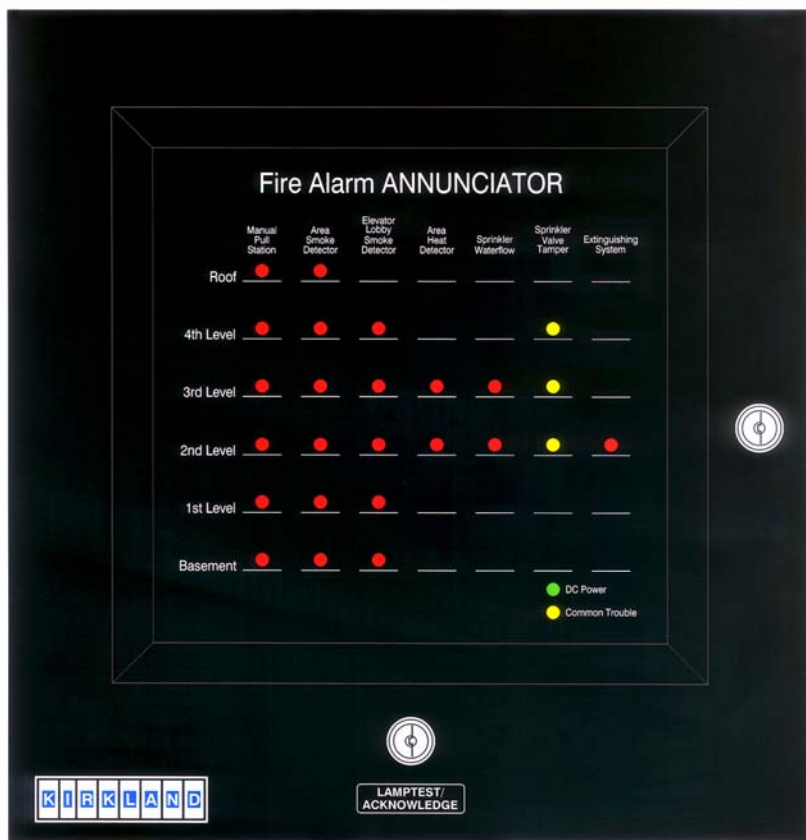 Fire Alarm ANNUNCIATOR
Manual
Pull
Station
Area
Smoke
Detector
Elevator
Lobby
Smoke
Detector
Area
Heat
Detector
Sprinkler
Waterflow
Sprinkler
Valve
Tamper
Extinguishing
System
Roof
4th Level
3rd Level
2nd Level
1st Level
Basement
DC Power
Common Trouble
KIRKLAND
LAMPTEST/
ACKNOWLEDGE